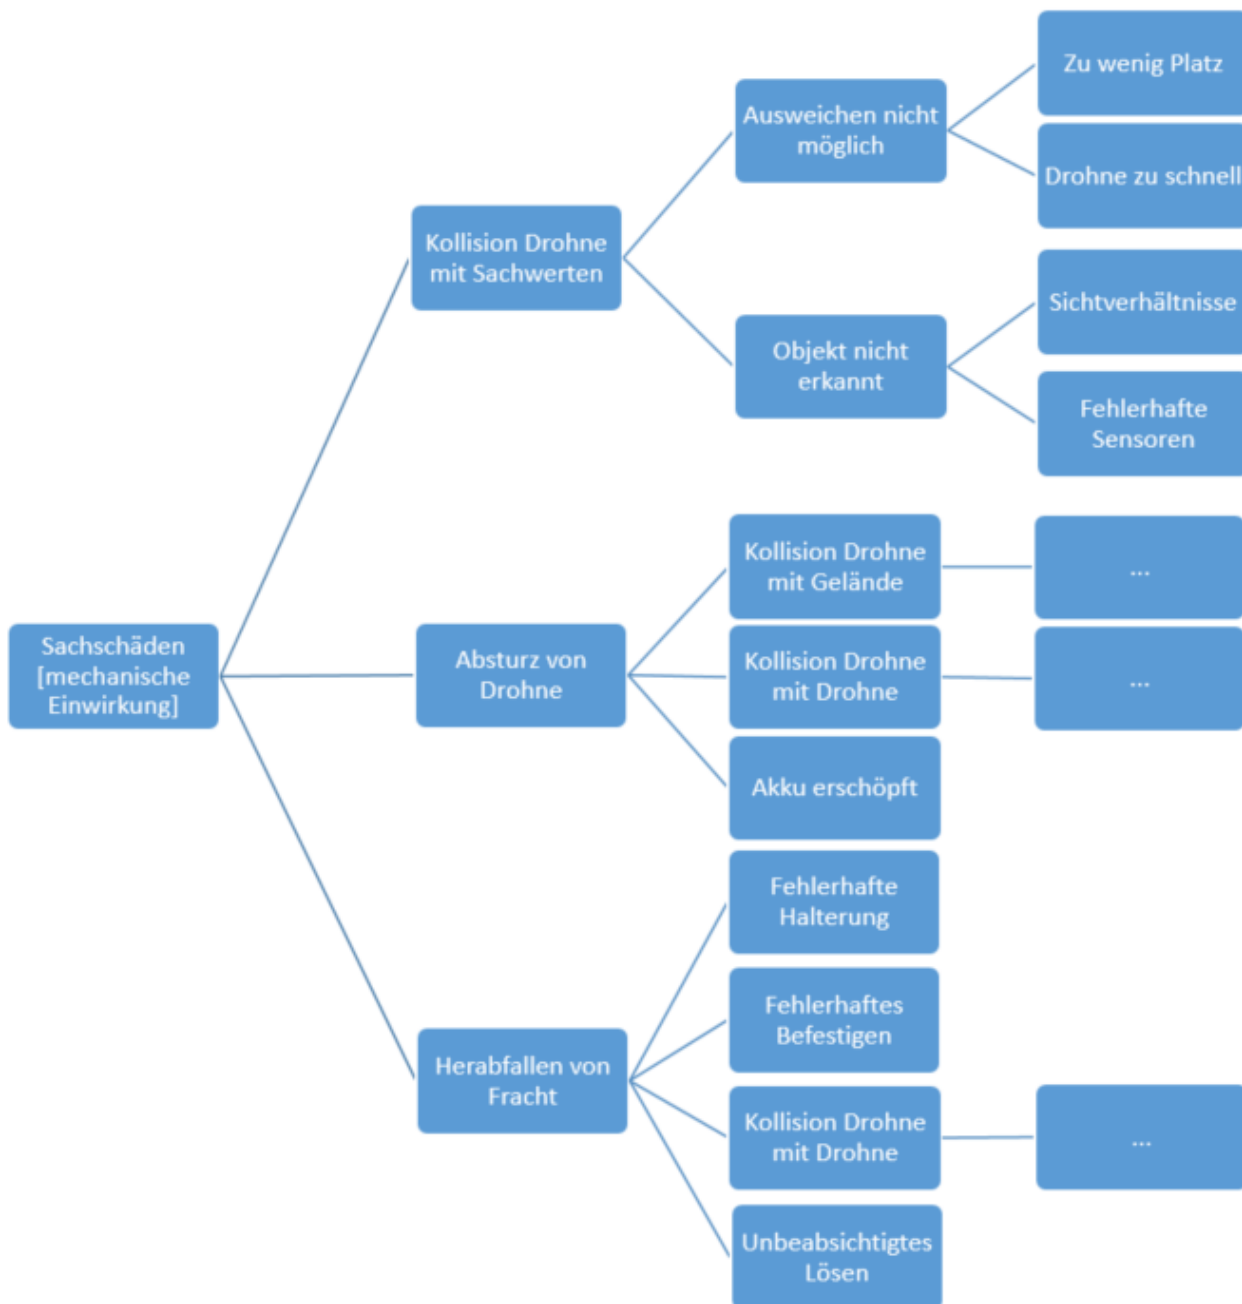 Zu wenig Platz
Ausweichen nicht
möglich
Drohne zu schnell
Kollision Drohne
mit Sachwerten
Sichtverhältnisse
Objekt nicht
erkannt
Fehlerhafte
Sensoren
Kollision Drohne
mit Gelände
...
Sachschäden
[mechanische
Einwirkung]
Absturz von
Drohne
Kollision Drohne
mit Drohne
...
Akku erschöpft
Fehlerhafte
Halterung
Fehlerhaftes
Befestigen
Herabfallen von
Fracht
Kollision Drohne
mit Drohne
...
Unbeabsichtigtes
Lösen